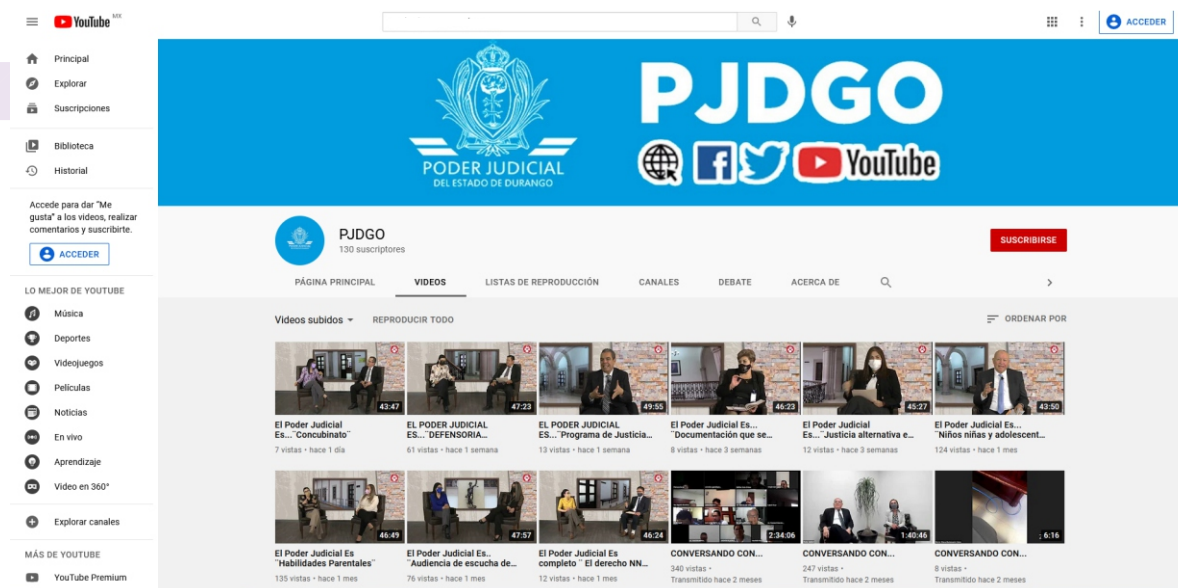 YouTube MX
ACCEDER
Principal
Explorar
Suscripciones
Biblioteca
Historial
Accede para dar "Me
gusta" a los videos, realizar
comentarios y suscribirte.
ACCEDER
LO MEJOR DE YOUTUBE
Música
Deportes
Videojuegos
Películas
Noticias
En vivo
Aprendizaje
Video en 360°
Explorar canales
MÁS DE YOUTUBE
YouTube Premium
PODER JUDICIAL
DEL ESTADO DE DURANGO
PJDGO
YouTube
PJDGO
130 suscriptores
SUSCRIBIRSE
PÁGINA PRINCIPAL VIDEOS LISTAS DE REPRODUCCIÓN CANALES DEBATE ACERCA DE
Videos subidos REPRODUCIR TODO ORDENAR POR
43:47
El Poder Judicial
Es...¨Concubinato¨
7 vistas • hace 1 día
47:23
EL PODER JUDICIAL
ES...¨DEFENSORIA...
61 vistas • hace 1 semana
49:55
EL PODER JUDICIAL
ES...¨Programa de Justicia...
13 vistas • hace 1 semana
46:23
El Poder Judicial Es...
¨Documentación que se...
8 vistas • hace 3 semanas
45:27
El Poder Judicial
Es...¨Justicia alternativa e...
12 vistas • hace 3 semanas
43:50
El Poder Judicial Es...
¨Niños niñas y adolescent...
124 vistas • hace 1 mes
46:49
El Poder Judicial Es
¨Habilidades Parentales¨
135 vistas • hace 1 mes
47:57
El Poder Judicial Es..
¨Audiencia de escucha de...
76 vistas • hace 1 mes
46:24
El Poder Judicial Es
completo ¨ El derecho NN...
12 vistas • hace 1 mes
2:34:06
CONVERSANDO CON...
340 vistas •
Transmitido hace 2 meses
1:40:46
CONVERSANDO CON...
247 vistas •
Transmitido hace 2 meses
6:16
CONVERSANDO CON...
8 vistas •
Transmitido hace 2 meses